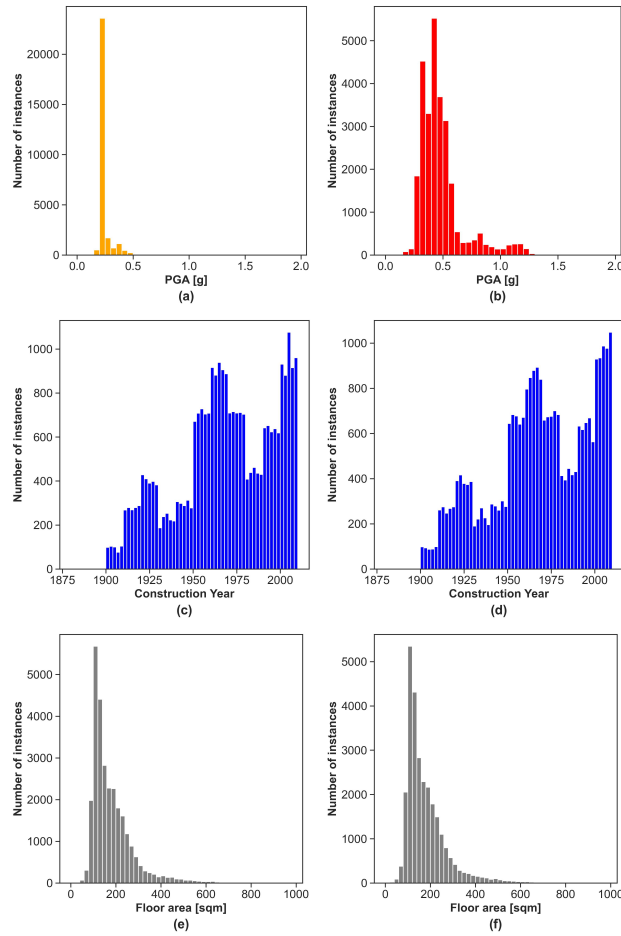 Number of instances
20000
15000
10000
5000
0
0.0 0.5 1.0 1.5 2.0
PGA [g]
(a)
Number of instances
5000
4000
3000
2000
1000
0
0.0 0.5 1.0 1.5 2.0
PGA [g]
(b)
Number of instances
1000
800
600
400
200
0
1875 1900 1925 1950 1975 2000
Construction Year
(c)
Number of instances
1000
800
600
400
200
0
1875 1900 1925 1950 1975 2000
Construction Year
(d)
Number of instances
5000
4000
3000
2000
1000
0
0 200 400 600 800 1000
Floor area [sqm]
(e)
Number of instances
5000
4000
3000
2000
1000
0
0 200 400 600 800 1000
Floor area [sqm]
(f)